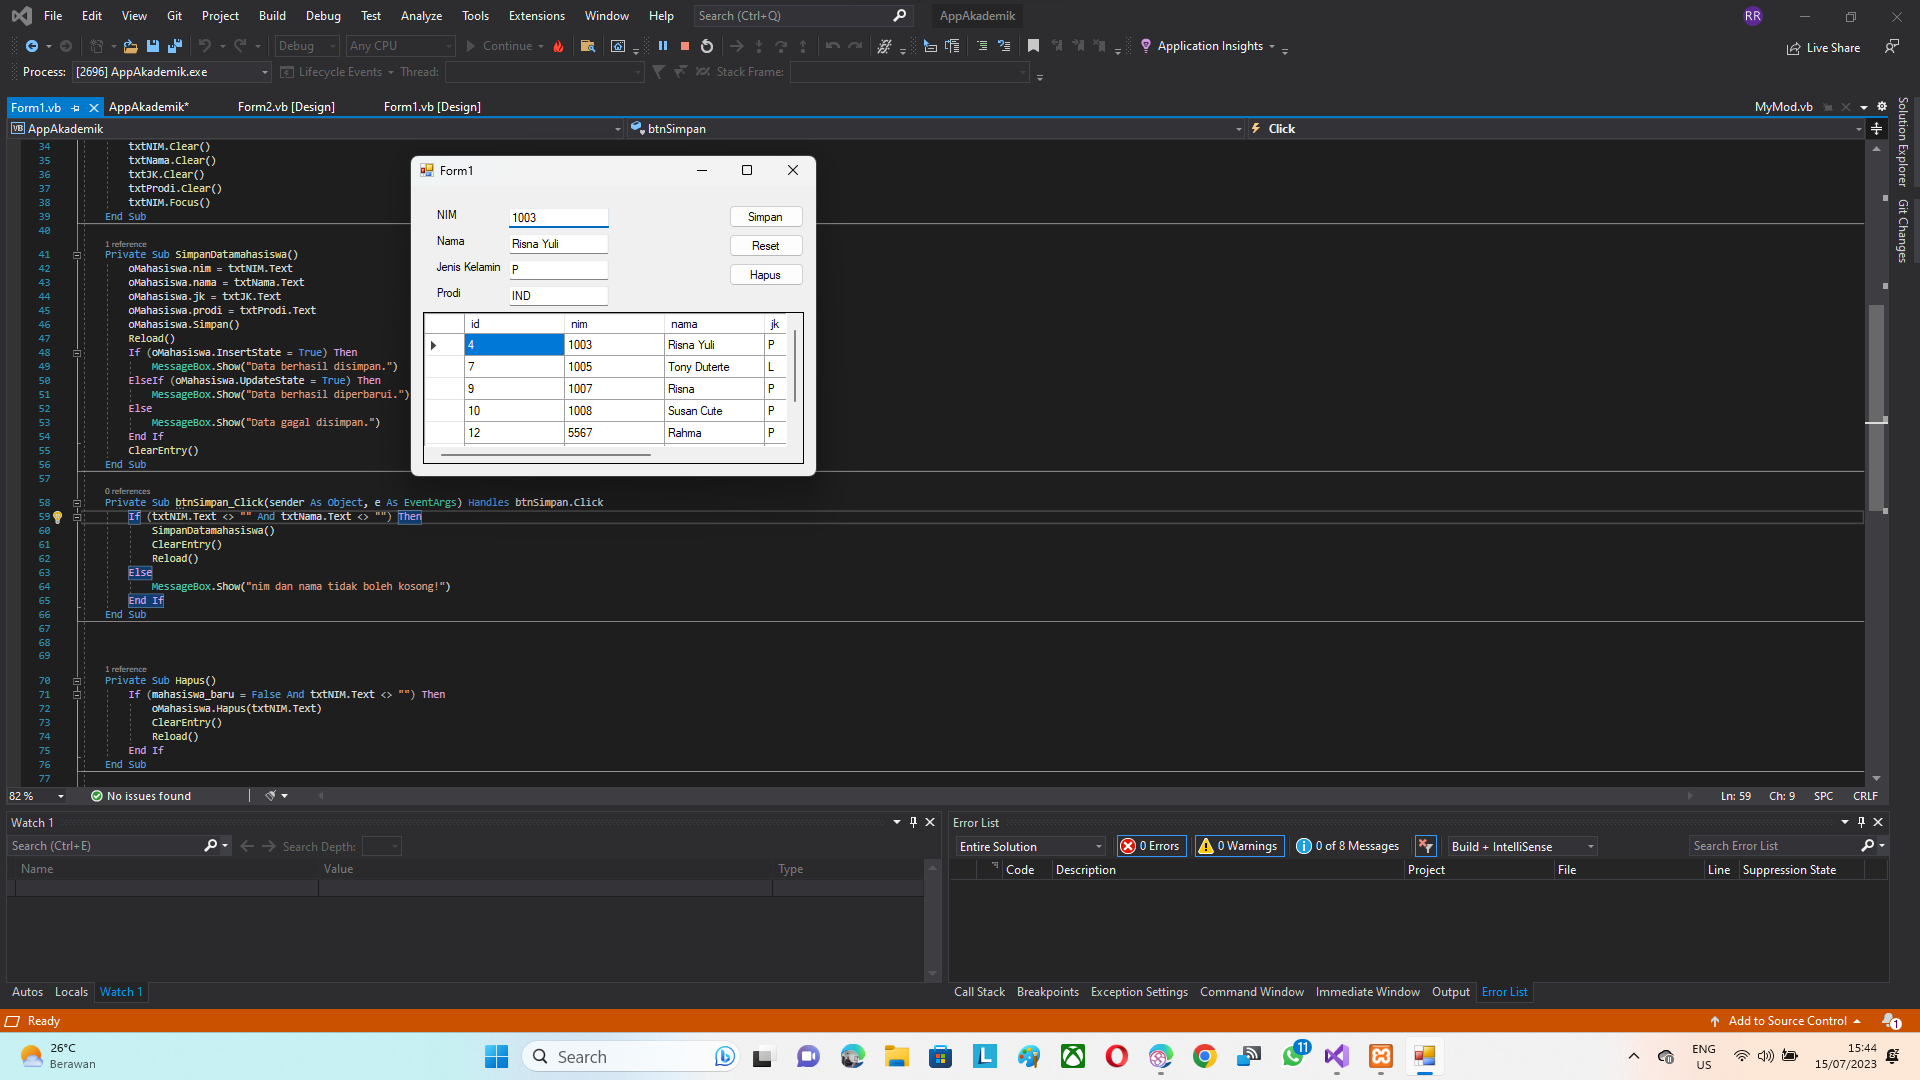 File Edit View Git Project Build Debug Test Analyze Tools Extensions Window Help Search (Ctrl+Q) AppAkademik RR
Debug Any CPU Continue Application Insights Live Share
Process: [2696] AppAkademik.exe Lifecycle Events Thread: Stack Frame:
Form1.vb AppAkademik* Form2.vb [Design] Form1.vb [Design] MyMod.vb
VB AppAkademik btnSimpan Click
34 txtNIM.Clear()
35 txtNama.Clear()
36 txtJK.Clear()
37 txtProdi.Clear()
38 txtNIM.Focus()
39 End Sub
40
1 reference
41 Private Sub SimpanDatamahasiswa()
42 oMahasiswa.nim = txtNIM.Text
43 oMahasiswa.nama = txtNama.Text
44 oMahasiswa.jk = txtJK.Text
45 oMahasiswa.prodi = txtProdi.Text
46 oMahasiswa.Simpan()
47 Reload()
48 If (oMahasiswa.InsertState = True) Then
49 MessageBox.Show("Data berhasil disimpan.")
50 ElseIf (oMahasiswa.UpdateState = True) Then
51 MessageBox.Show("Data berhasil diperbarui.")
52 Else
53 MessageBox.Show("Data gagal disimpan.")
54 End If
55 ClearEntry()
56 End Sub
57
0 references
58 Private Sub btnSimpan_Click(sender As Object, e As EventArgs) Handles btnSimpan.Click
59 If (txtNIM.Text <> "" And txtNama.Text <> "") Then
60 SimpanDatamahasiswa()
61 ClearEntry()
62 Reload()
63 Else
64 MessageBox.Show("nim dan nama tidak boleh kosong!")
65 End If
66 End Sub
67
68
69
1 reference
70 Private Sub Hapus()
71 If (mahasiswa_baru = False And txtNIM.Text <> "") Then
72 oMahasiswa.Hapus(txtNIM.Text)
73 ClearEntry()
74 Reload()
75 End If
76 End Sub
77
Form1
NIM 1003 Simpan
Nama Risna Yuli Reset
Jenis Kelamin P Hapus
Prodi IND
id nim nama jk
4 1003 Risna Yuli P
7 1005 Tony Duterte L
9 1007 Risna P
10 1008 Susan Cute P
12 5567 Rahma P
Solution Explorer
Git Changes
82 % No issues found Ln: 59 Ch: 9 SPC CRLF
Watch 1
Search (Ctrl+E) Search Depth:
Name Value Type
Autos Locals Watch 1
Error List
Entire Solution 0 Errors 0 Warnings 0 of 8 Messages Build + IntelliSense Search Error List
Code Description Project File Line Suppression State
Call Stack Breakpoints Exception Settings Command Window Immediate Window Output Error List
Ready Add to Source Control 1
26°C
Berawan
Search
L
11
ENG
US
15:44
15/07/2023